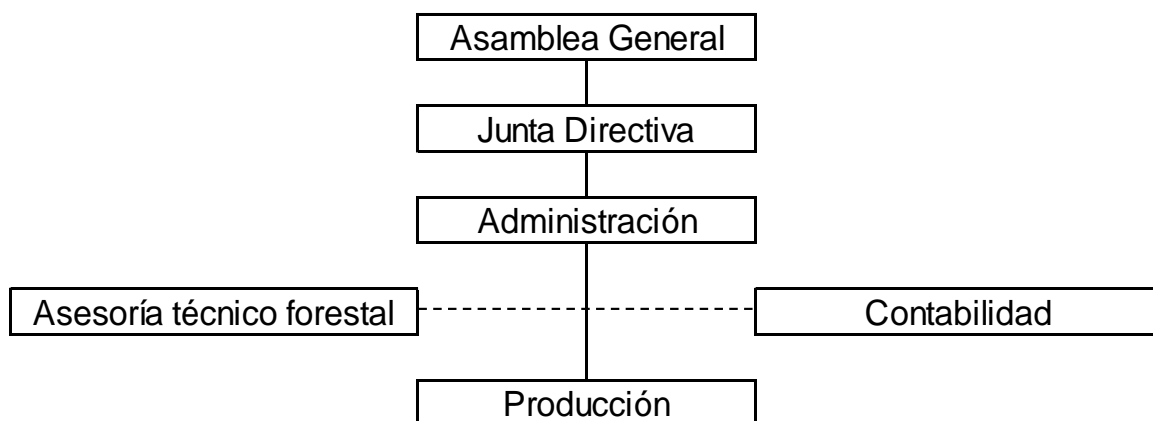 Asamblea General
Junta Directiva
Administración
Asesoría técnico forestal
Contabilidad
Producción